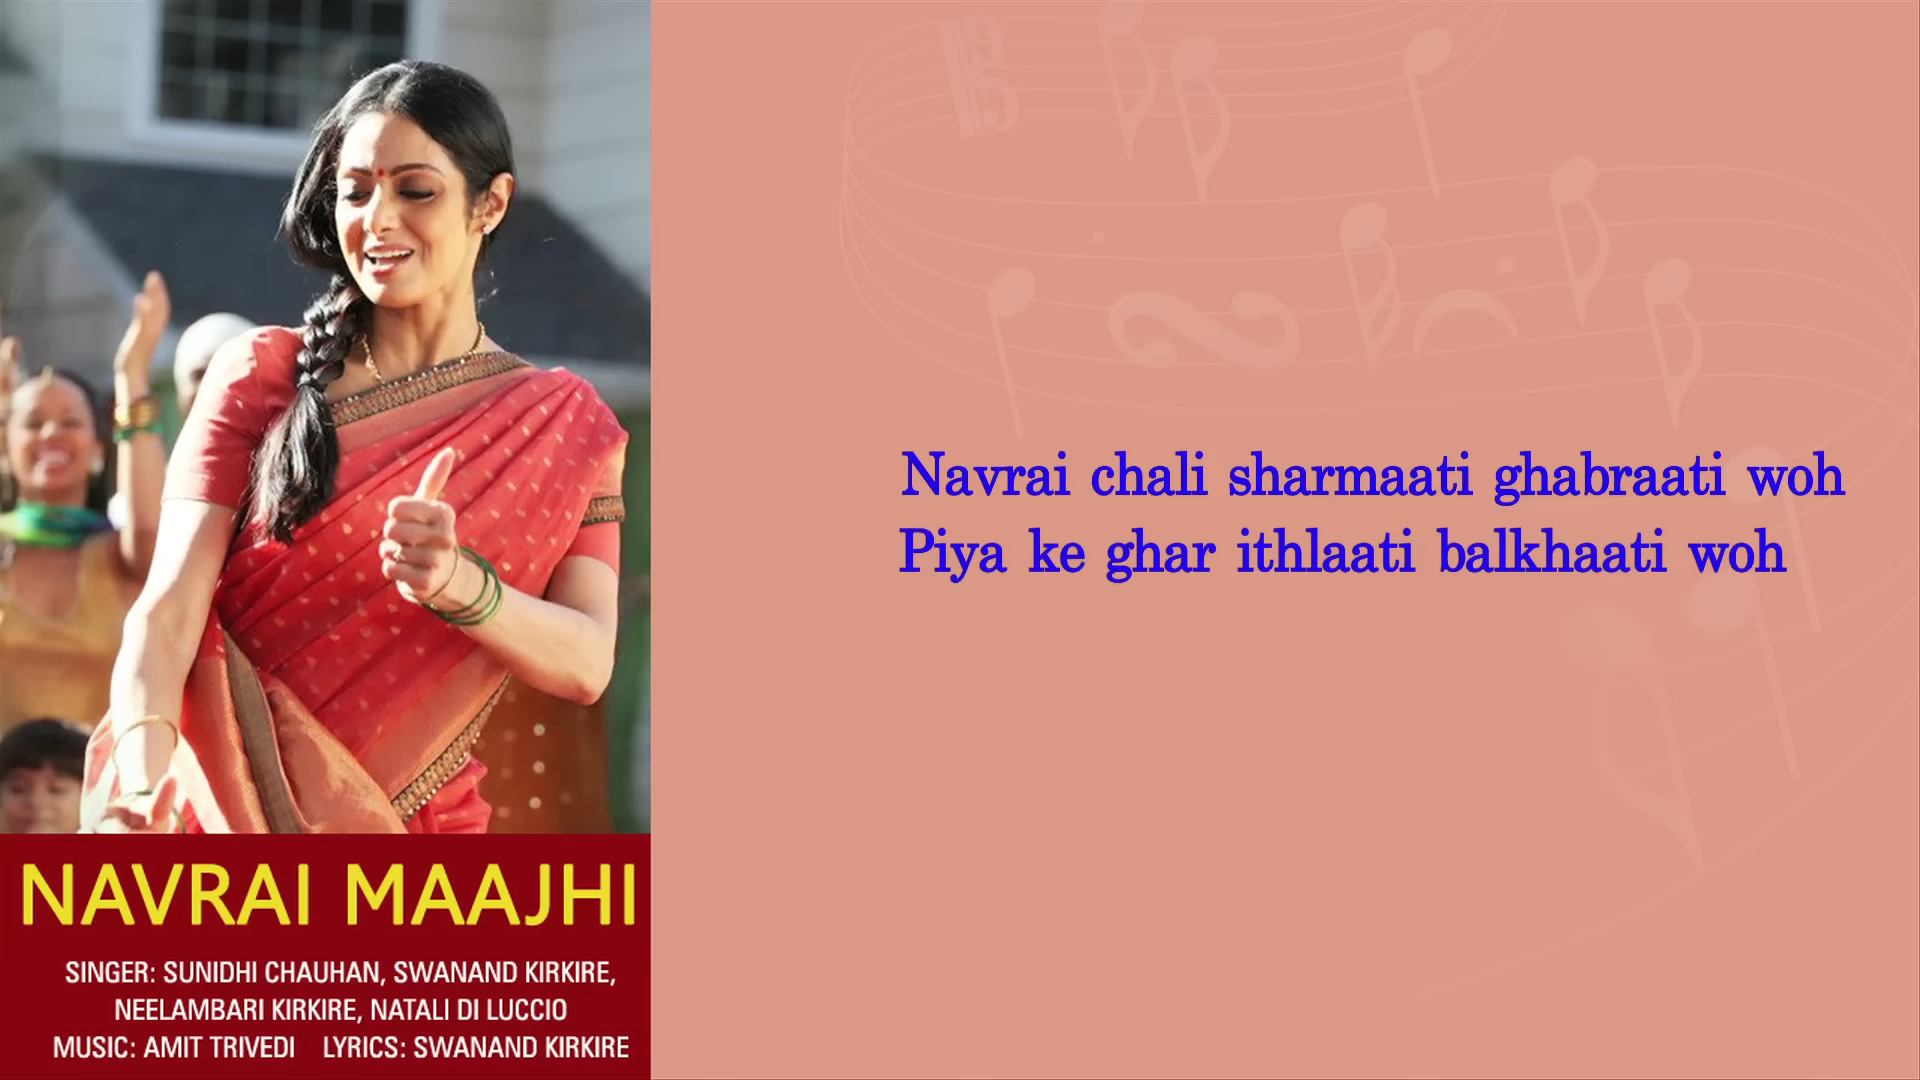 Navrai chali sharmaati ghabraati woh
Piya ke ghar ithlaati balkhaati woh
NAVRAI MAAJHI
SINGER: SUNIDHI CHAUHAN, SWANAND KIRKIRE,
NEELAMBARI KIRKIRE, NATALI DI LUCCIO
MUSIC: AMIT TRIVEDI LYRICS: SWANAND KIRKIRE